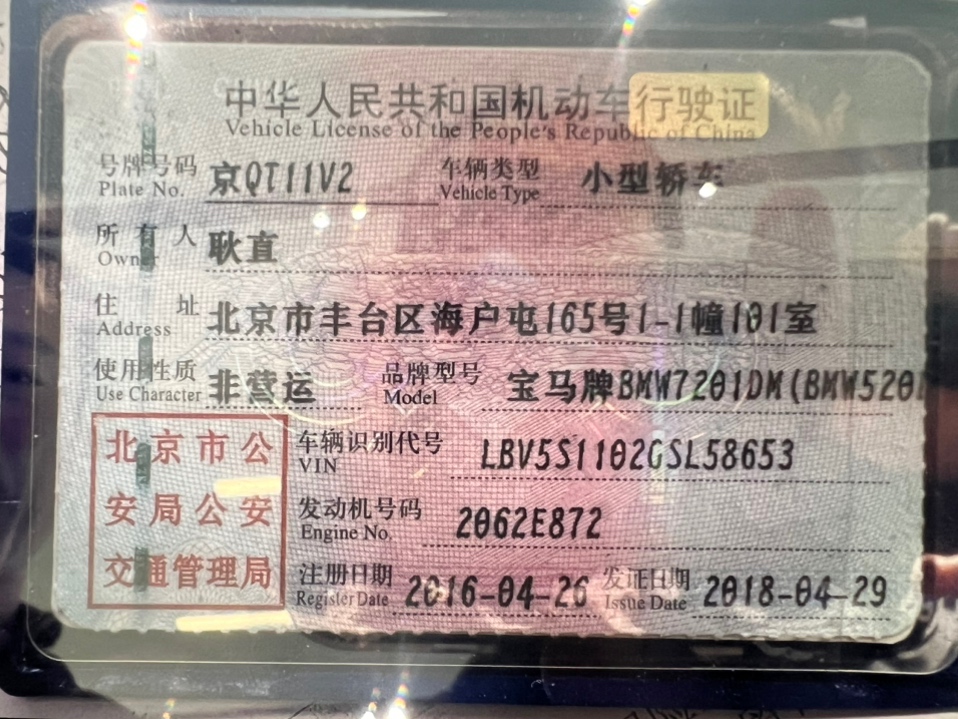 中华人民共和国机动车行驶证
Vehicle License of the People's Republic of China
号牌号码 京QT11V2 车辆类型 小型轿车
Plate No. Vehicle Type
所有人 耿直
Owner
住址 北京市丰台区海户屯165号1-1幢101室
Address
使用性质 非营运 品牌型号 宝马牌BMW7201DM(BMW520
Use Character Model
北京市公
安局公安
交通管理局
车辆识别代号 LBV5S1102GSL58653
VIN
发动机号码 2062E872
Engine No.
注册日期 2016-04-26 发证日期 2018-04-29
Register Date Issue Date